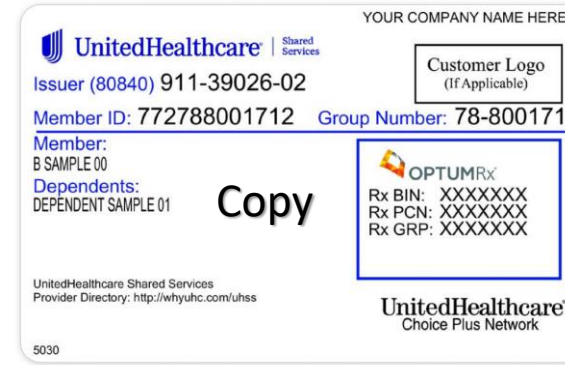 YOUR COMPANY NAME HERE
UnitedHealthcare | Shared Services
Customer Logo
(If Applicable)
Issuer (80840) 911-39026-02
Member ID: 772788001712 Group Number: 78-800171
Member:
B SAMPLE 00
Dependents:
DEPENDENT SAMPLE 01
Copy
OPTUMRx
Rx BIN: XXXXXXX
Rx PCN: XXXXXXX
Rx GRP: XXXXXXX
UnitedHealthcare Shared Services
Provider Directory: http://whyuhc.com/uhss
UnitedHealthcare
Choice Plus Network
5030